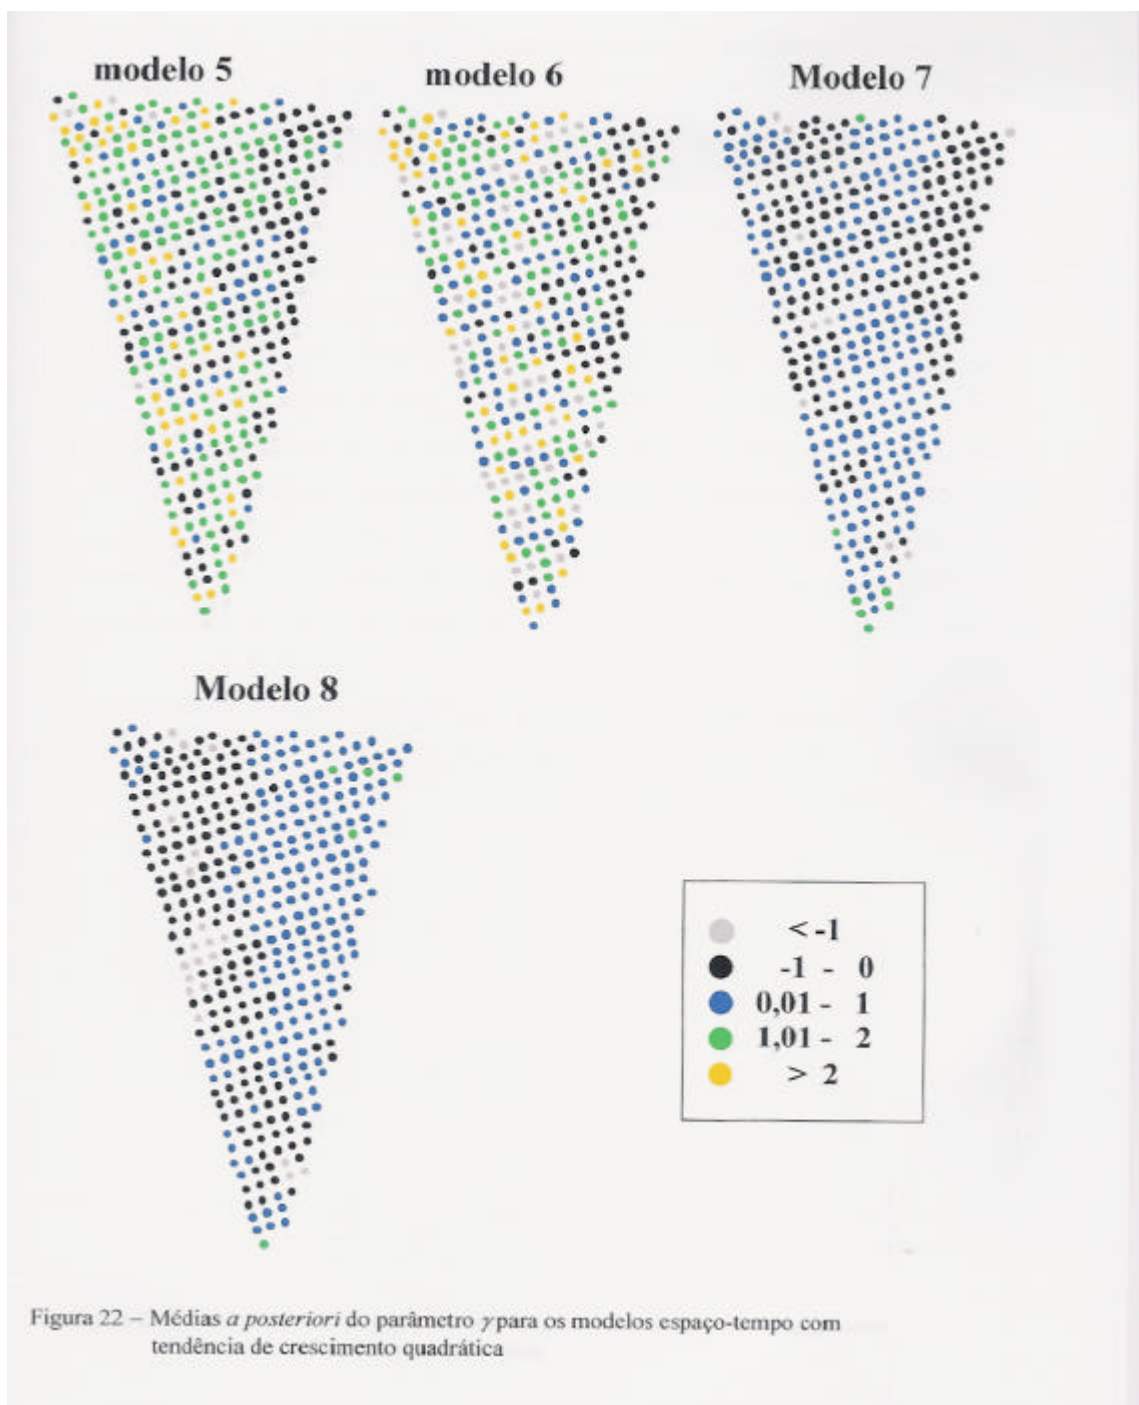 modelo 5
modelo 6
Modelo 7
Modelo 8
< -1
-1 - 0
0,01 - 1
1,01 - 2
> 2
Figura 22 – Médias a posteriori do parâmetro γ para os modelos espaço-tempo com
tendência de crescimento quadrática